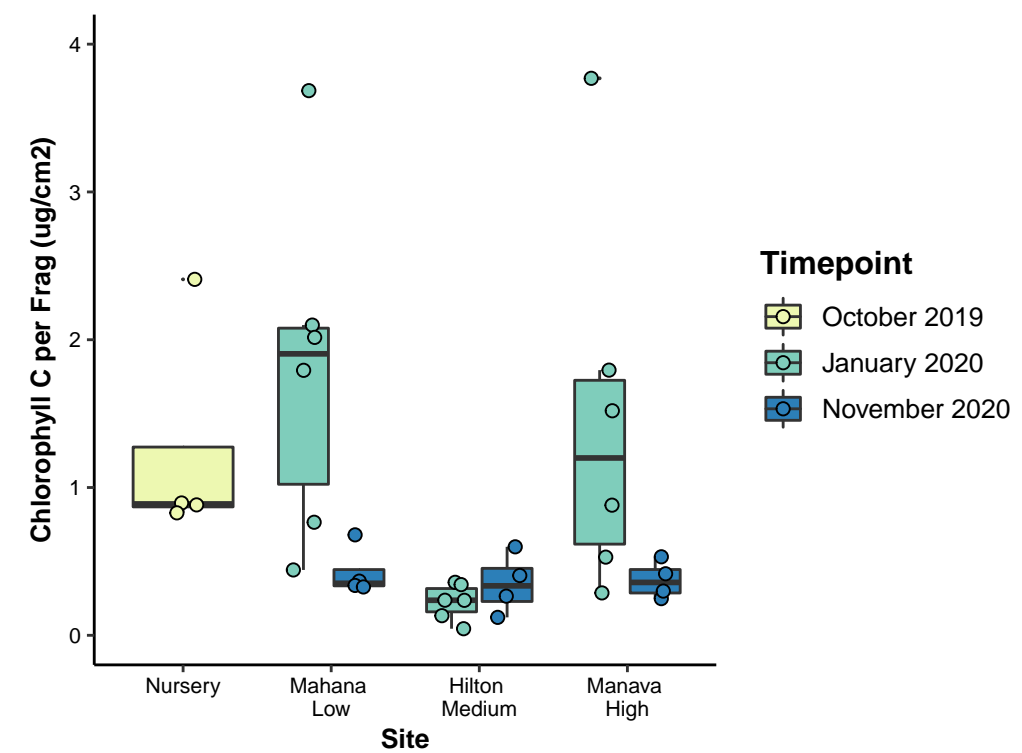 4
3
2
1
0
Chlorophyll C per Frag (ug/cm2)
Nursery
Mahana
Low
Hilton
Medium
Manava
High
Site
Timepoint
October 2019
January 2020
November 2020